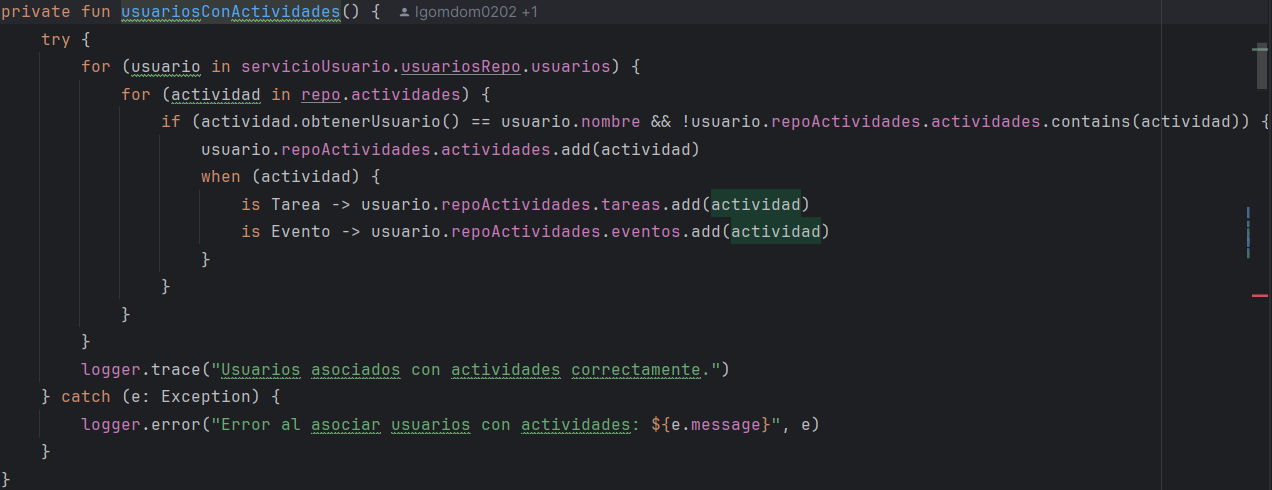 private fun usuariosConActividades() { lgomdom0202 +1
try {
for (usuario in servicioUsuario.usuariosRepo.usuarios) {
for (actividad in repo.actividades) {
if (actividad.obtenerUsuario() == usuario.nombre && !usuario.repoActividades.actividades.contains(actividad)) {
usuario.repoActividades.actividades.add(actividad)
when (actividad) {
is Tarea -> usuario.repoActividades.tareas.add(actividad)
is Evento -> usuario.repoActividades.eventos.add(actividad)
}
}
}
}
logger.trace("Usuarios asociados con actividades correctamente.")
} catch (e: Exception) {
logger.error("Error al asociar usuarios con actividades: ${e.message}", e)
}
}